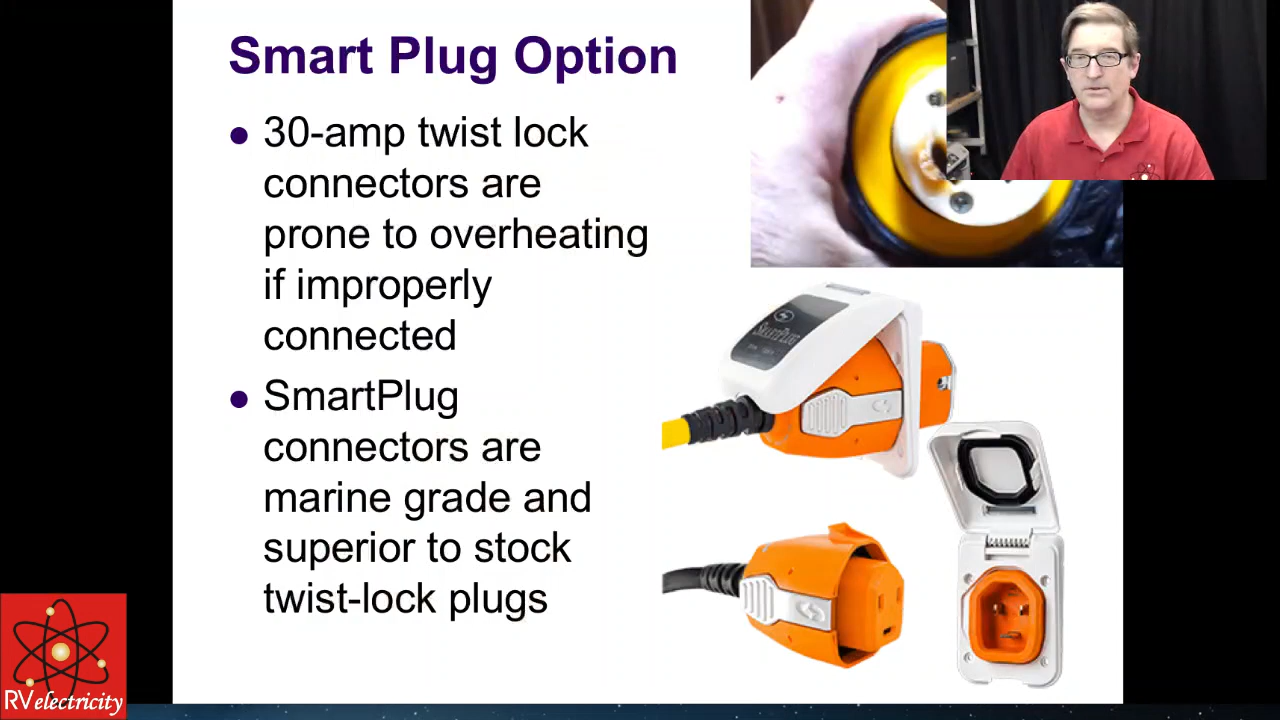 Smart Plug Option
30-amp twist lock
connectors are
prone to overheating
if improperly
connected
SmartPlug
connectors are
marine grade and
superior to stock
twist-lock plugs
SMARTPLUG
RVelectricity